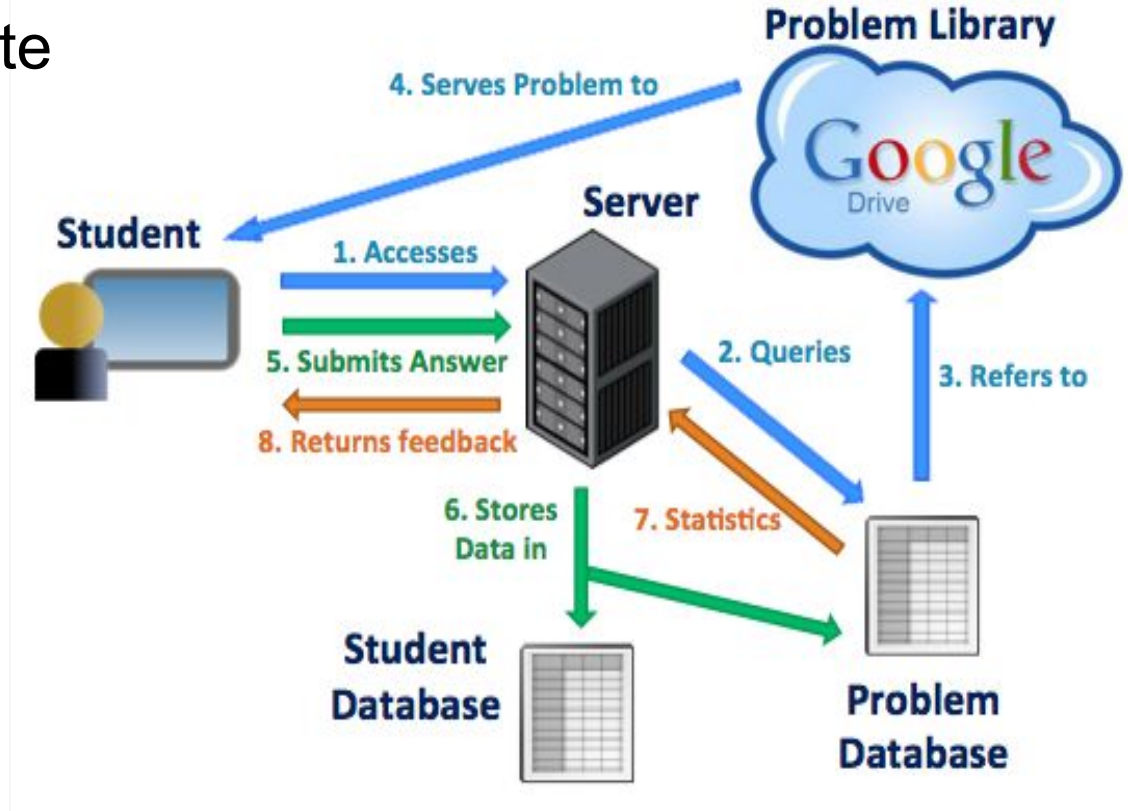 te
Problem Library
4. Serves Problem to
Google
Drive
Server
Student
1. Accesses
5. Submits Answer
8. Returns feedback
2. Queries
3. Refers to
6. Stores
Data in
7. Statistics
Student
Database
Problem
Database